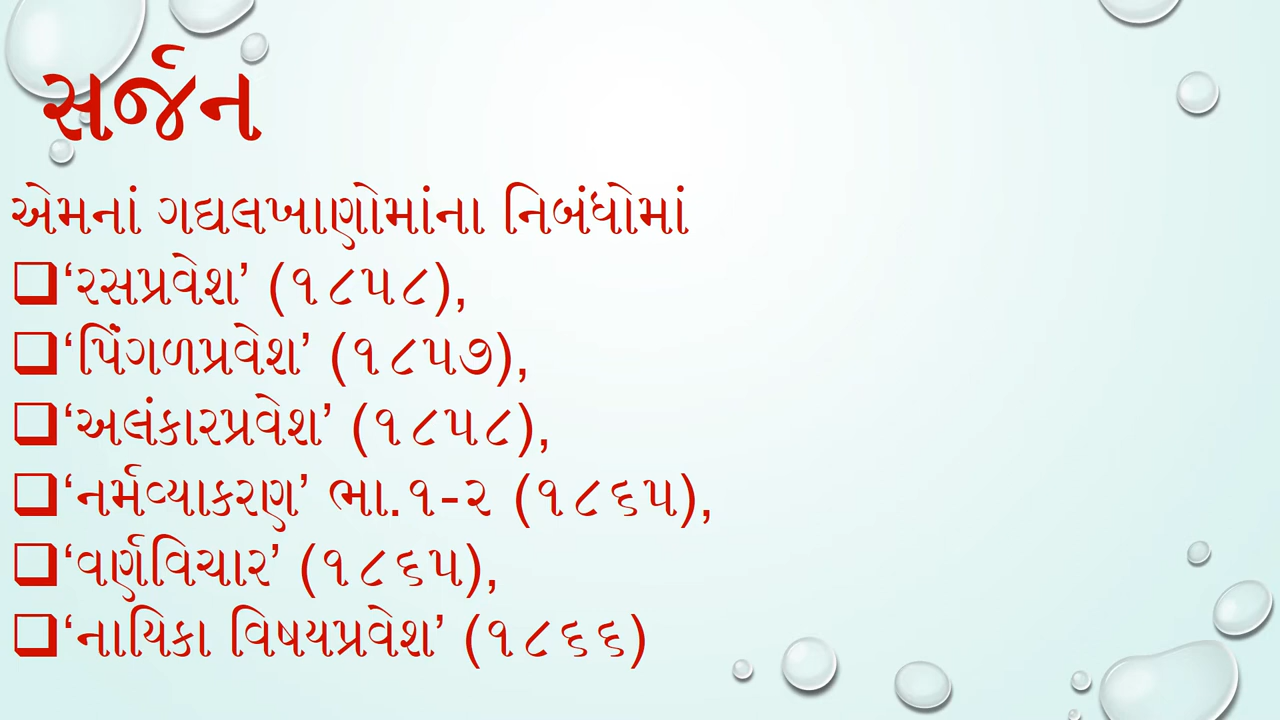 સર્જન
એમનાં ગદ્યલખાણોમાંના નિબંધોમાં
❑‘રસપ્રવેશ’ (૧૮૫૮),
❑‘પિંગળપ્રવેશ’ (૧૮૫૭),
❑‘અલંકારપ્રવેશ’ (૧૮૫૮),
❑‘નર્મવ્યાકરણ’ ભા.૧-૨ (૧૮૬૫),
❑‘વર્ણવિચાર’ (૧૮૬૫),
❑‘નાયિકા વિષયપ્રવેશ’ (૧૮૬૬)